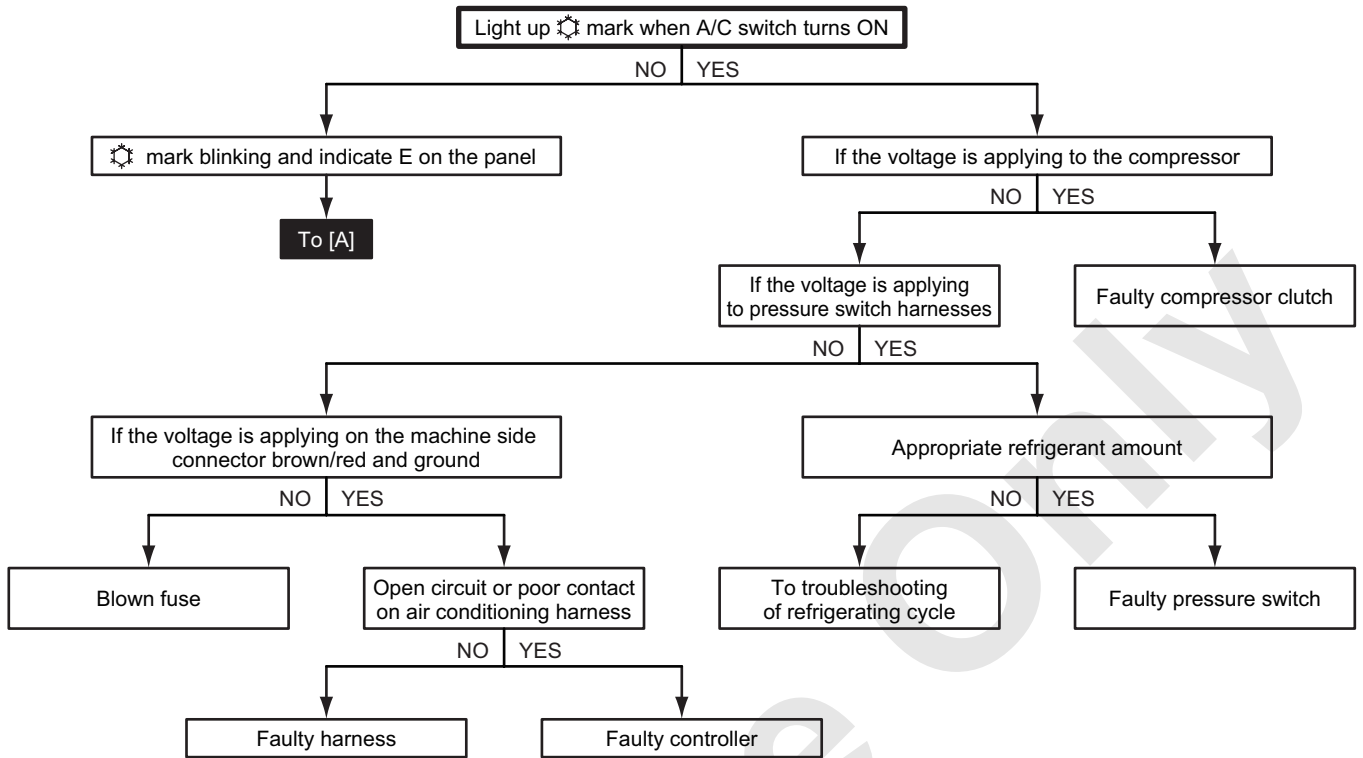 Light up mark when A/C switch turns ON
NO YES
mark blinking and indicate E on the panel
If the voltage is applying to the compressor
NO YES
To [A]
If the voltage is applying
to pressure switch harnesses
Faulty compressor clutch
NO YES
If the voltage is applying on the machine side
connector brown/red and ground
Appropriate refrigerant amount
NO YES
NO YES
Blown fuse
Open circuit or poor contact
on air conditioning harness
To troubleshooting
of refrigerating cycle
Faulty pressure switch
NO YES
Faulty harness
Faulty controller
Only